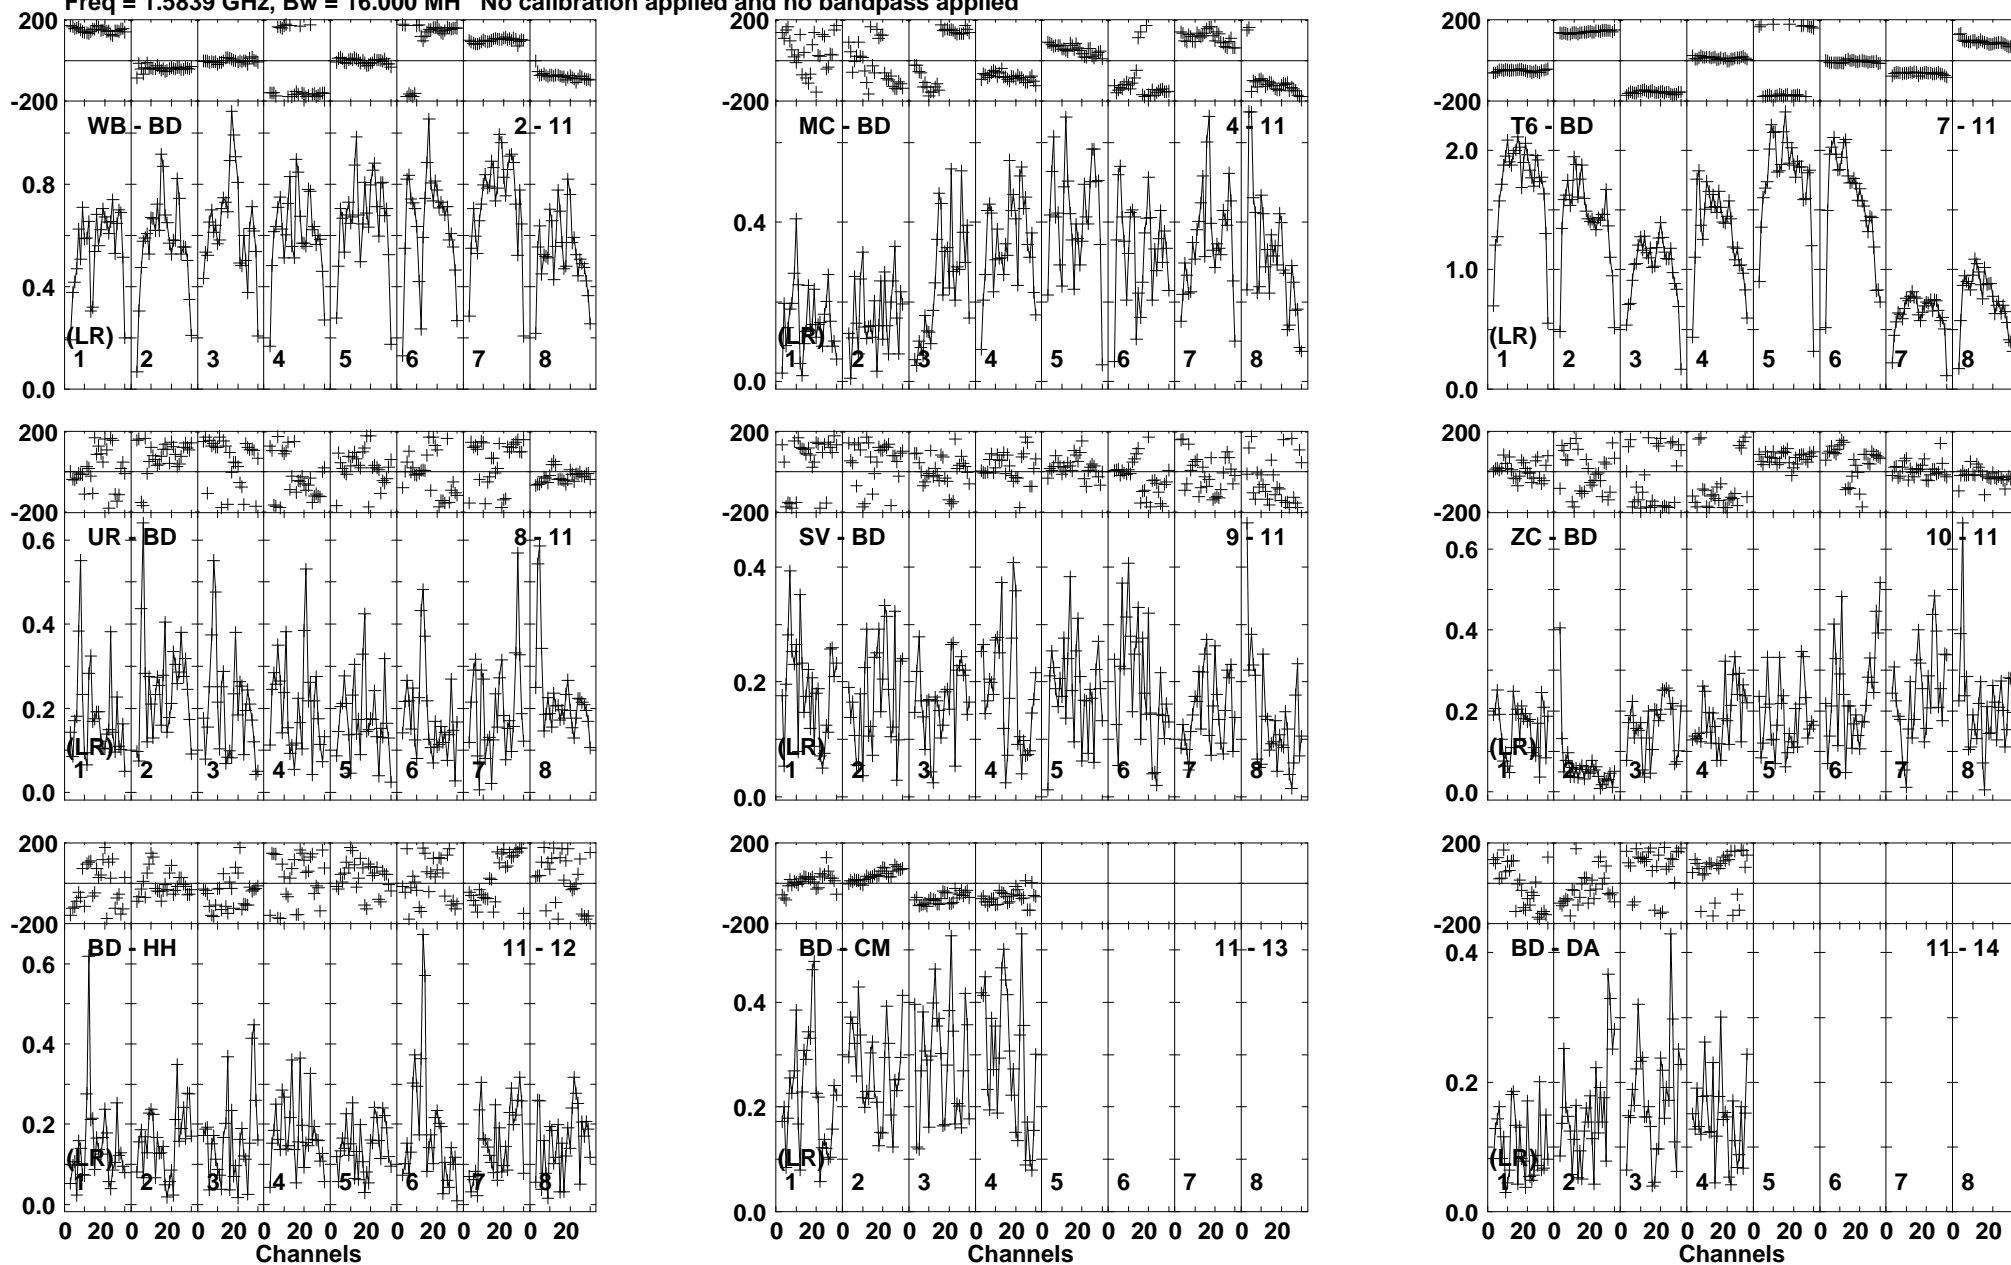 Freq = 1.5839 GHz, Bw = 16.000 MH No calibration applied and no bandpass applied
200 200 200
-200 -200 -200
WB - BD 2 - 11 MC - BD 4 - 11 T6 - BD 7 - 11
2.0
0.8
0.4
0.4 1.0
(LR) (LR) (LR)
1 2 3 4 5 6 7 8 1 2 3 4 5 6 7 8 1 2 3 4 5 6 7 8
0.0 0.0 0.0
200 200 200
-200 -200 -200
UR - BD 8 - 11 SV - BD 9 - 11 ZC - BD 10 - 11
0.6 0.4 0.6
0.4 0.4
0.2 0.2 0.2
(LR) (LR) (LR)
1 2 3 4 5 6 7 8 1 2 3 4 5 6 7 8 1 2 3 4 5 6 7 8
0.0 0.0 0.0
200 200 200
-200 -200 -200
BD - HH 11 - 12 BD - CM 11 - 13 BD - DA 11 - 14
0.6 0.4
0.4
0.4
0.2 0.2 0.2
(LR) (LR) (LR)
1 2 3 4 5 6 7 8 1 2 3 4 5 6 7 8 1 2 3 4 5 6 7 8
0.0 0.0 0.0
0 20 0 20 0 20 0 20 0 20 0 20 0 20 0 20 0 20 0 20 0 20 0 20 0 20 0 20 0 20 0 20 0 20 0 20 0 20 0 20 0 20 0 20 0 20 0 20
Channels Channels Channels